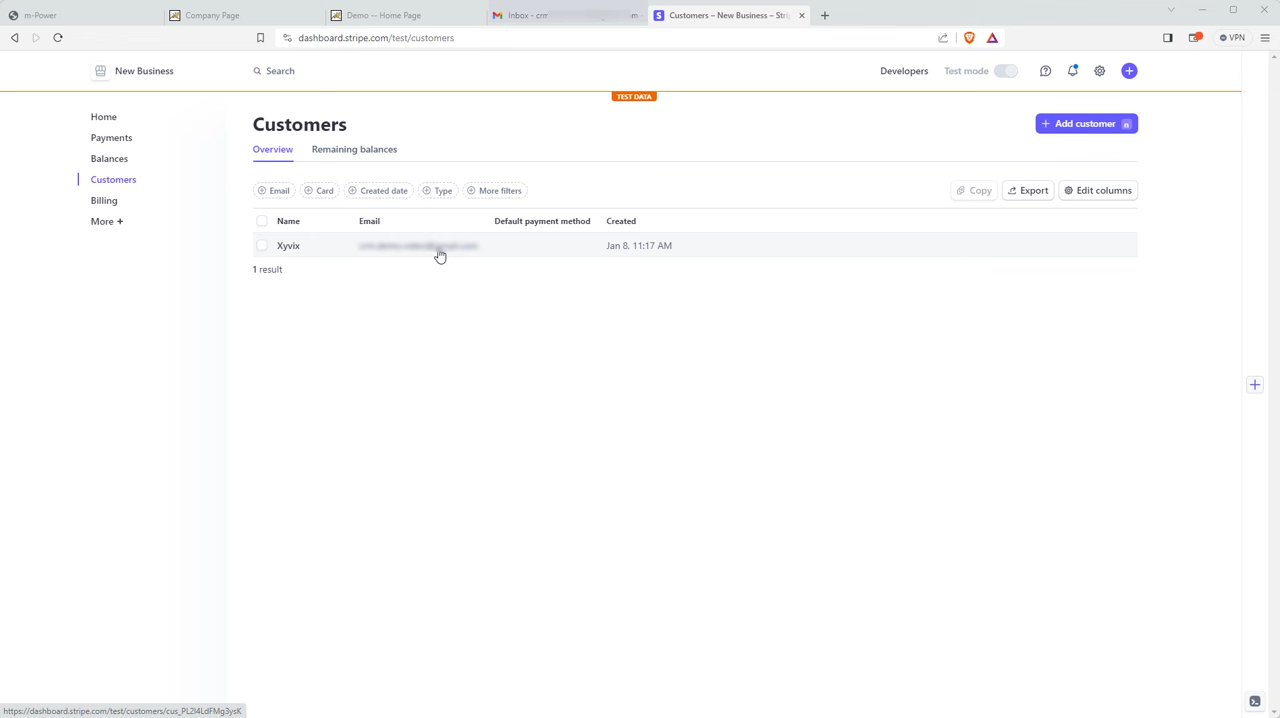 m-Power
Company Page
Demo -- Home Page
Inbox - crm
Customers – New Business – Stri
dashboard.stripe.com/test/customers
VPN
New Business
Search
Developers
Test mode
TEST DATA
Home
Payments
Balances
Customers
Billing
More +
Customers
Add customer n
Overview
Remaining balances
Email
Card
Created date
Type
More filters
Copy
Export
Edit columns
Name
Email
Default payment method
Created
Xyvix
Jan 8, 11:17 AM
1 result
https://dashboard.stripe.com/test/customers/cus_PL2I4LdFMg3ysK